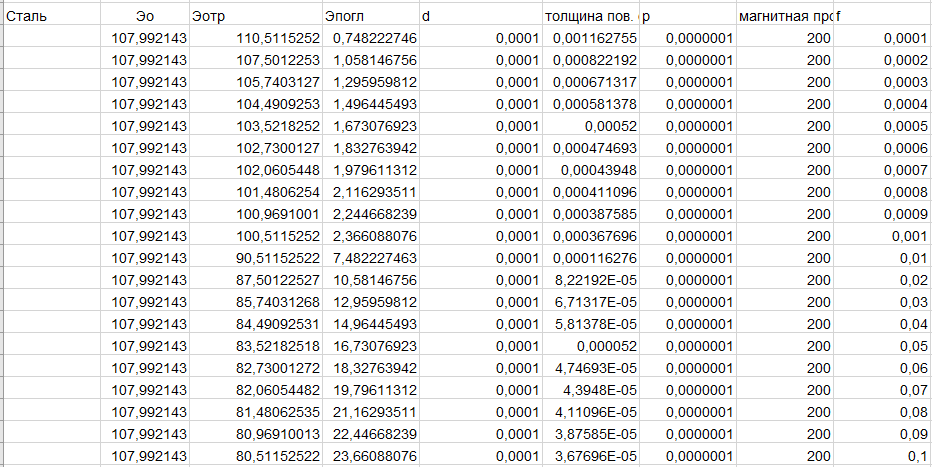 Сталь Эо Эотр Эпогл d толщина пов. p магнитная про f
107,992143 110,5115252 0,748222746 0,0001 0,001162755 0,0000001 200 0,0001
107,992143 107,5012253 1,058146756 0,0001 0,000822192 0,0000001 200 0,0002
107,992143 105,7403127 1,295959812 0,0001 0,000671317 0,0000001 200 0,0003
107,992143 104,4909253 1,496445493 0,0001 0,000581378 0,0000001 200 0,0004
107,992143 103,5218252 1,673076923 0,0001 0,00052 0,0000001 200 0,0005
107,992143 102,7300127 1,832763942 0,0001 0,000474693 0,0000001 200 0,0006
107,992143 102,0605448 1,979611312 0,0001 0,00043948 0,0000001 200 0,0007
107,992143 101,4806254 2,116293511 0,0001 0,000411096 0,0000001 200 0,0008
107,992143 100,9691001 2,244668239 0,0001 0,000387585 0,0000001 200 0,0009
107,992143 100,5115252 2,366088076 0,0001 0,000367696 0,0000001 200 0,001
107,992143 90,51152522 7,482227463 0,0001 0,000116276 0,0000001 200 0,01
107,992143 87,50122527 10,58146756 0,0001 8,22192E-05 0,0000001 200 0,02
107,992143 85,74031268 12,95959812 0,0001 6,71317E-05 0,0000001 200 0,03
107,992143 84,49092531 14,96445493 0,0001 5,81378E-05 0,0000001 200 0,04
107,992143 83,52182518 16,73076923 0,0001 0,000052 0,0000001 200 0,05
107,992143 82,73001272 18,32763942 0,0001 4,74693E-05 0,0000001 200 0,06
107,992143 82,06054482 19,79611312 0,0001 4,3948E-05 0,0000001 200 0,07
107,992143 81,48062535 21,16293511 0,0001 4,11096E-05 0,0000001 200 0,08
107,992143 80,96910013 22,44668239 0,0001 3,87585E-05 0,0000001 200 0,09
107,992143 80,51152522 23,66088076 0,0001 3,67696E-05 0,0000001 200 0,1